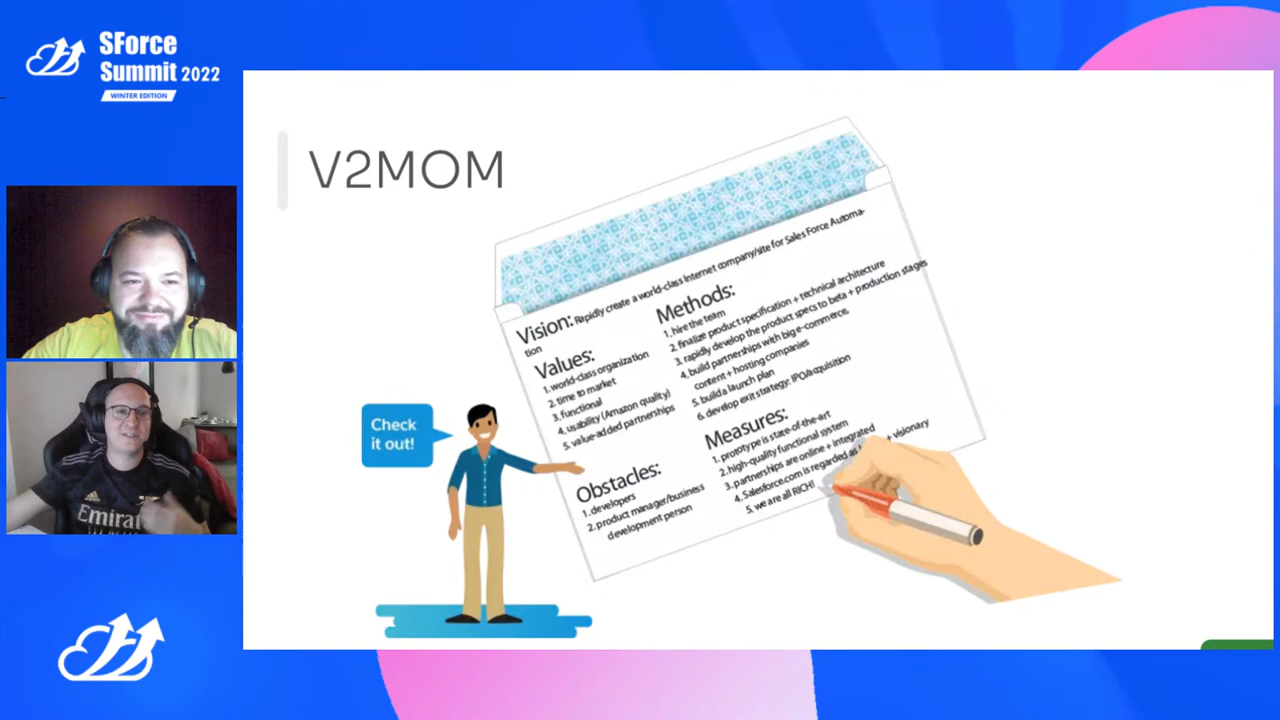 SForce
Summit 2022
WINTER EDITION
V2MOM
Vision: Rapidly create a world-class Internet company/site for Sales Force Automa-
tion
Values:
1. world-class organization
2. time to market
3. functional
4. usability (Amazon quality)
5. value-added partnerships
Methods:
1. hire the team
2. finalize product specification + technical architecture
3. rapidly develop the product specs to beta + production stages
4. build partnerships with big e-commerce,
content + hosting companies
5. build a launch plan
6. develop exit strategy: IPO/acquisition
Obstacles:
1. developers
2. product manager/business
development person
Measures:
1. prototype is state-of-the-art
2. high-quality functional system
3. partnerships are online + integrated
4. Salesforce.com is regarded as + visionary
5. we are all RICH!
Check
it out!
adidas
Emirat